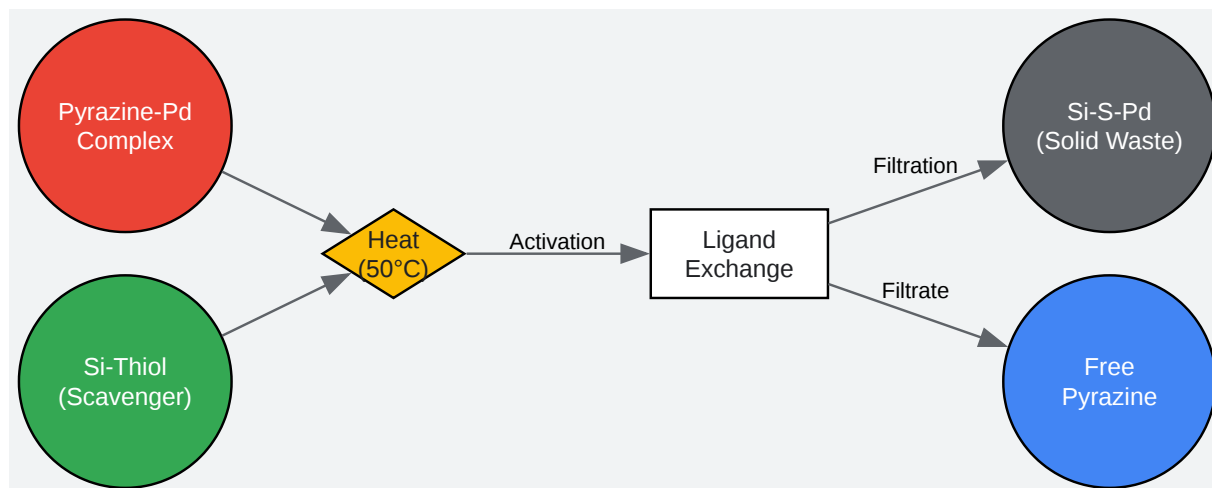 Pyrazine-Pd
Complex
Si-Thiol
(Scavenger)
Heat
(50°C)
Activation
Ligand
Exchange
Filtration
Filtrate
Si-S-Pd
(Solid Waste)
Free
Pyrazine